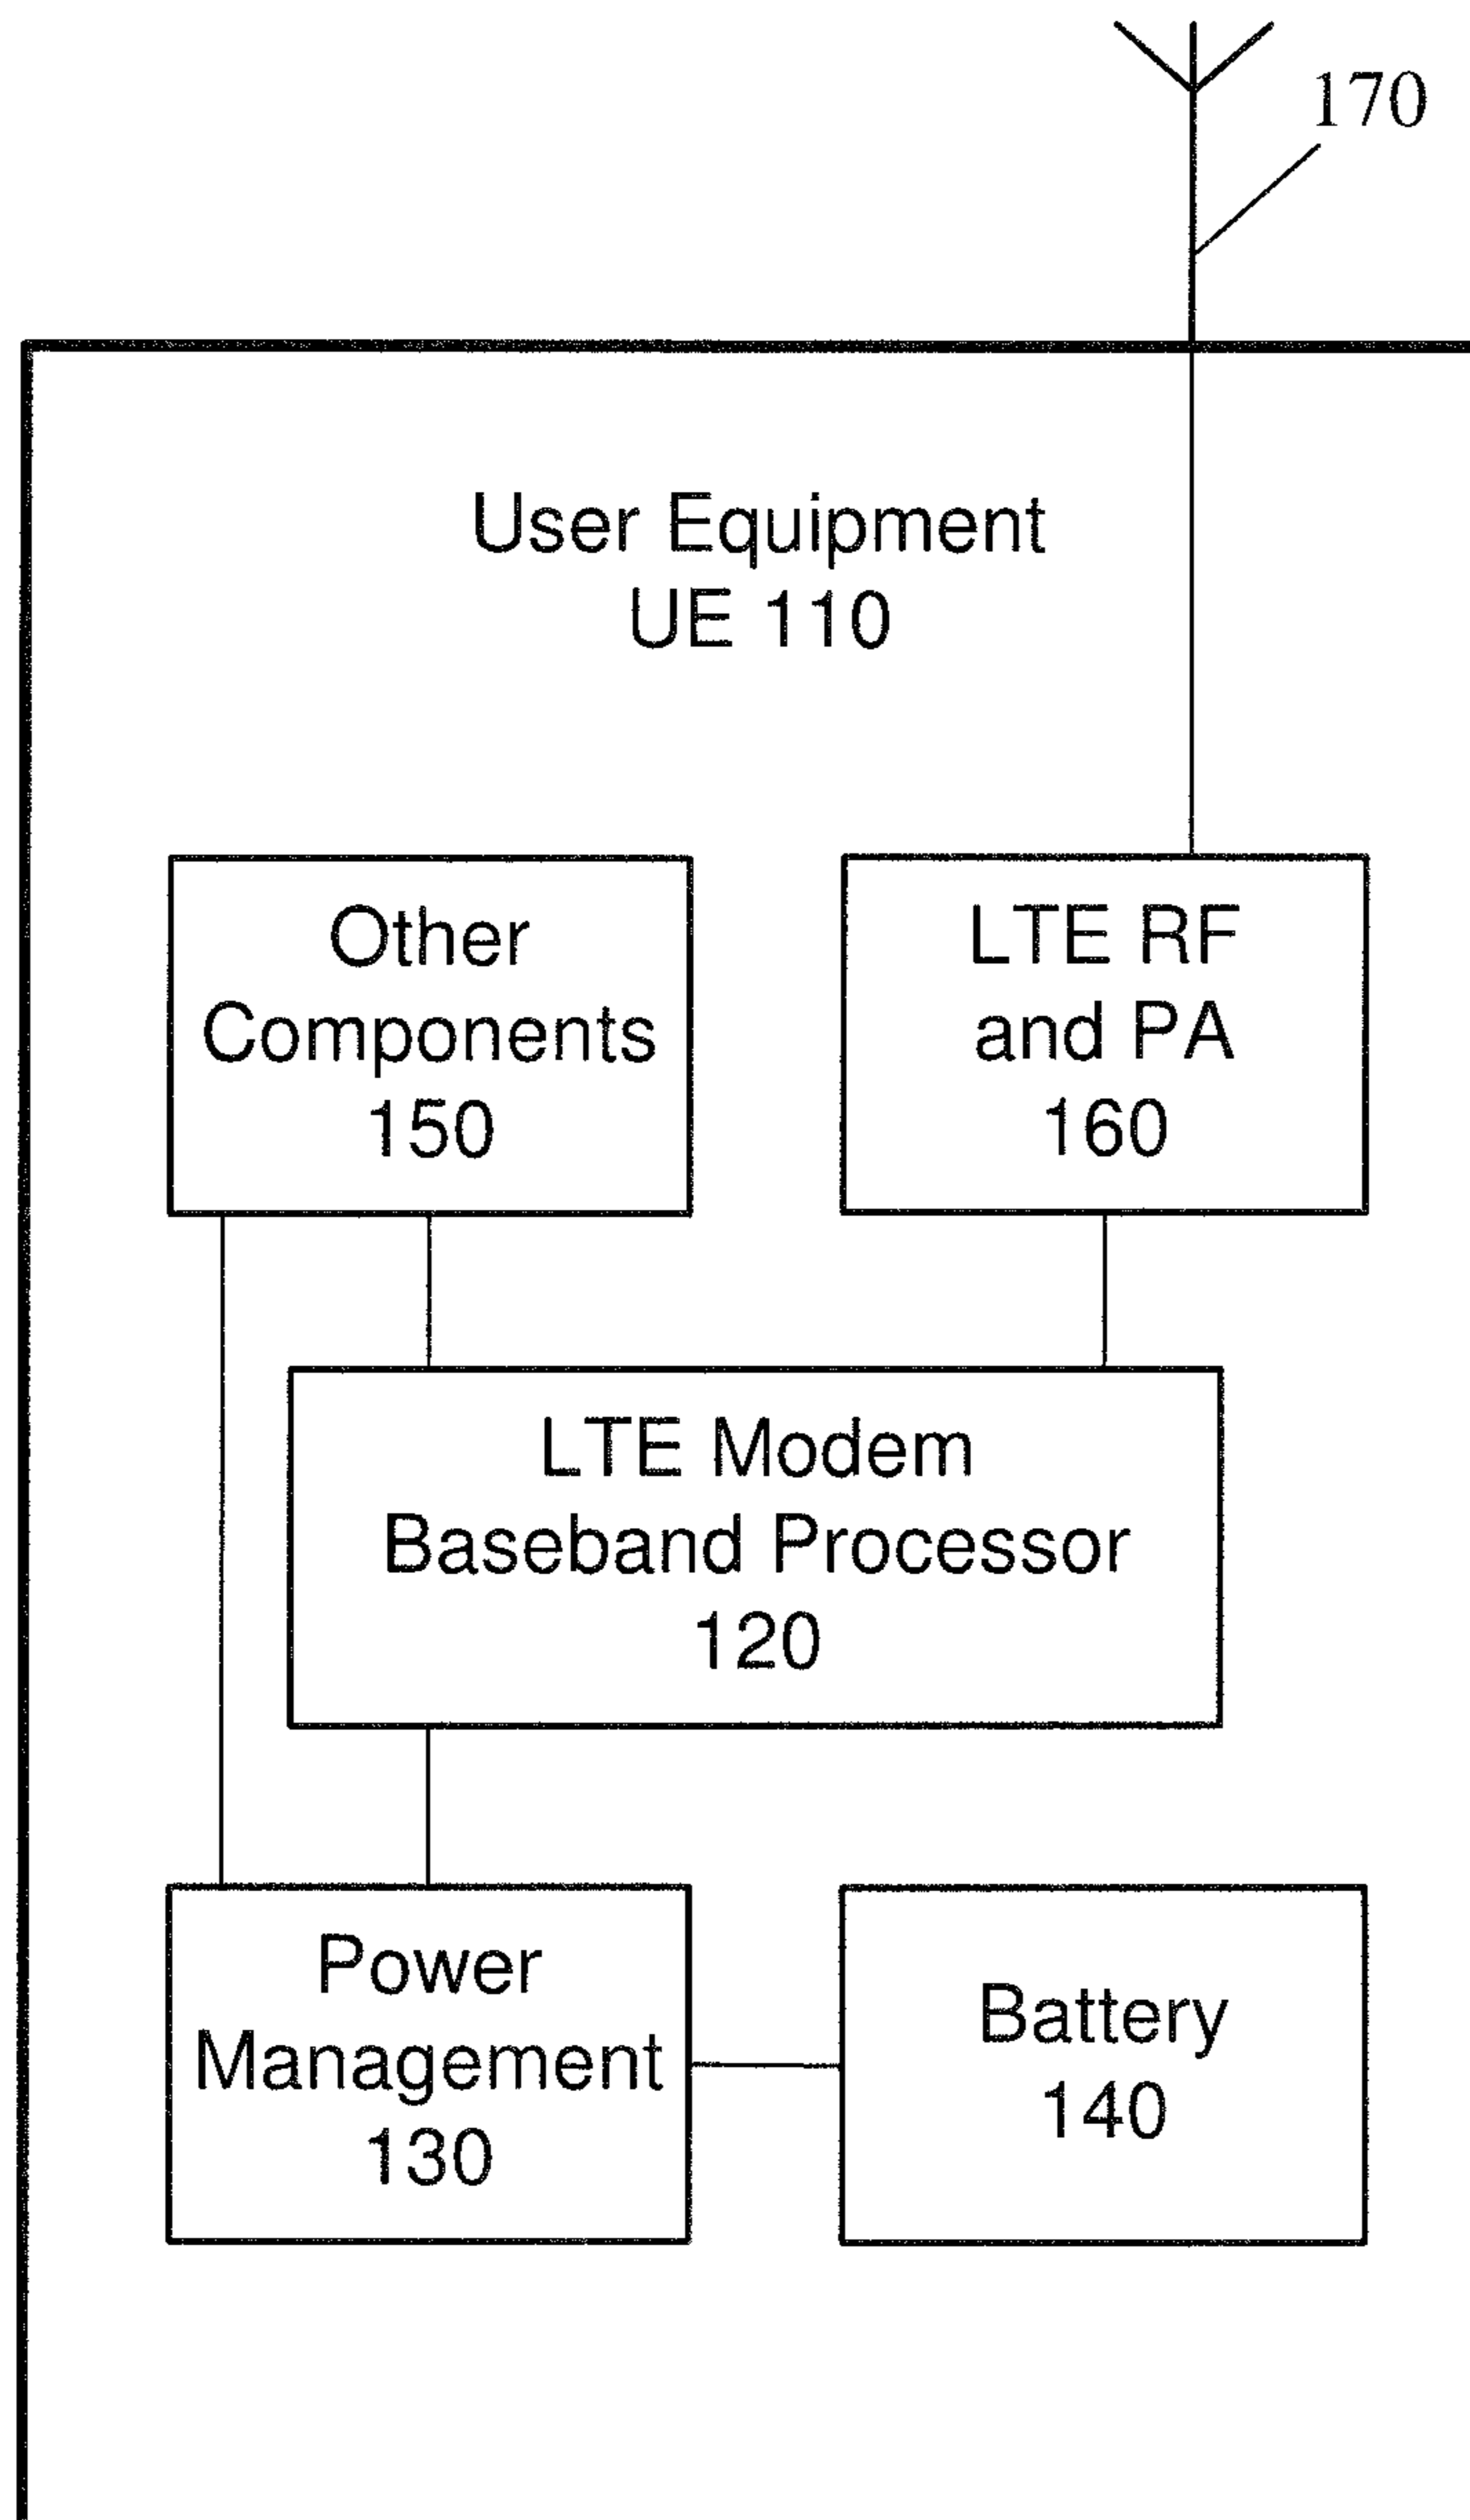 170
User Equipment
UE 110
Other
Components
150
LTE RF
and PA
160
LTE Modem
Baseband Processor
120
Power
Management
130
Battery
140